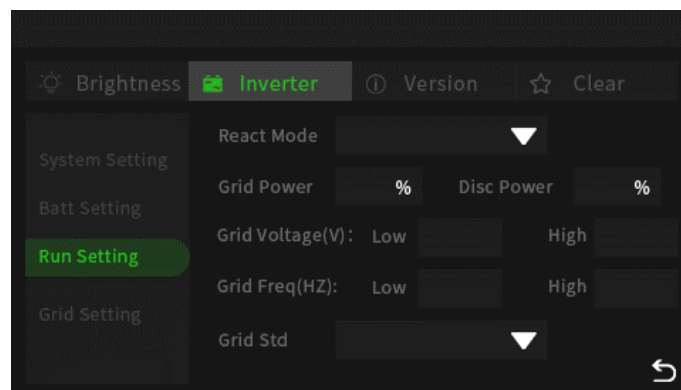 Brightness Inverter Version Clear
System Setting
Batt Setting
Run Setting
Grid Setting
React Mode
Grid Power % Disc Power %
Grid Voltage(V): Low High
Grid Freq(HZ): Low High
Grid Std